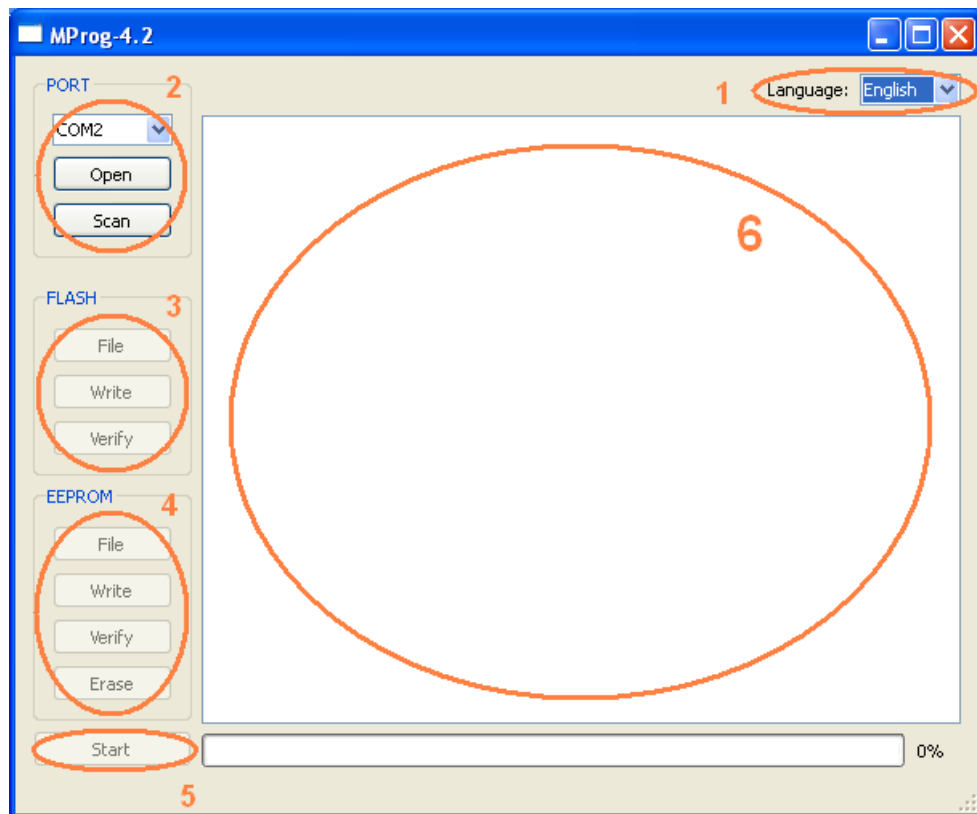 MProg-4.2
PORT 2
1 Language: English
COM2
Open
Scan
6
FLASH 3
File
Write
Verify
EEPROM 4
File
Write
Verify
Erase
Start 0%
5